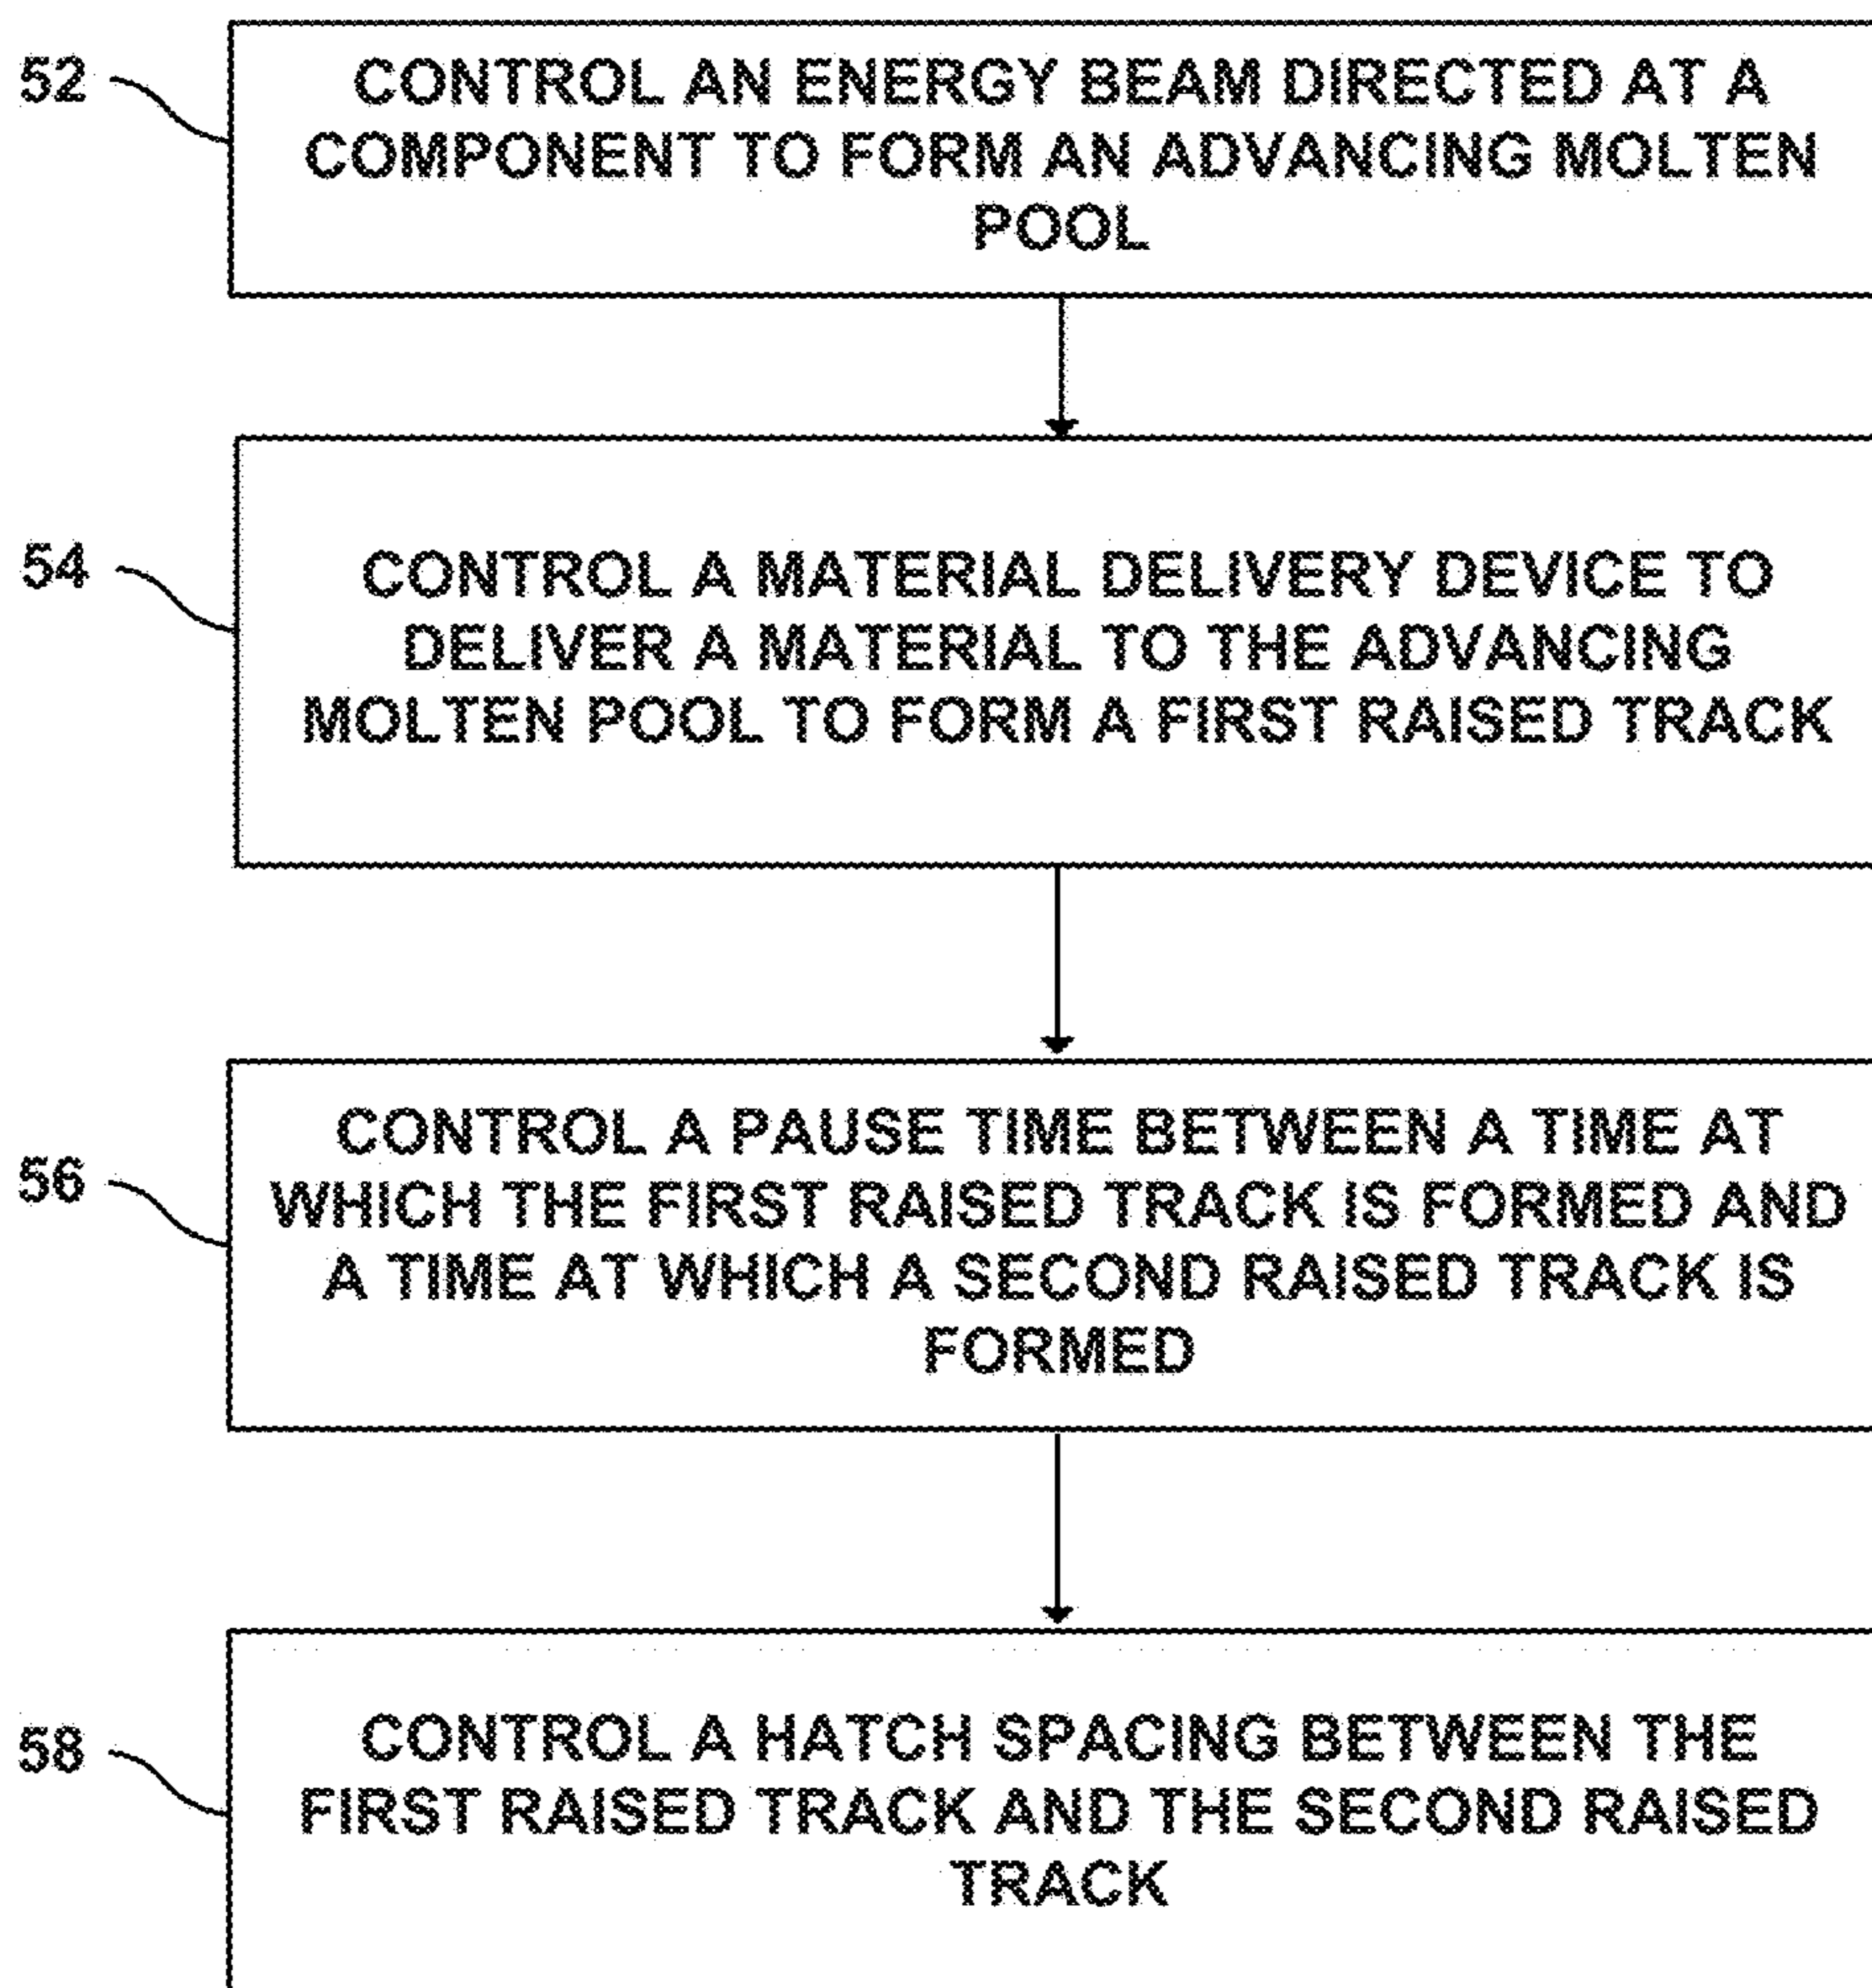 52
CONTROL AN ENERGY BEAM DIRECTED AT A
COMPONENT TO FORM AN ADVANCING MOLTEN
POOL
54
CONTROL A MATERIAL DELIVERY DEVICE TO
DELIVER A MATERIAL TO THE ADVANCING
MOLTEN POOL TO FORM A FIRST RAISED TRACK
56
CONTROL A PAUSE TIME BETWEEN A TIME AT
WHICH THE FIRST RAISED TRACK IS FORMED AND
A TIME AT WHICH A SECOND RAISED TRACK IS
FORMED
58
CONTROL A HATCH SPACING BETWEEN THE
FIRST RAISED TRACK AND THE SECOND RAISED
TRACK